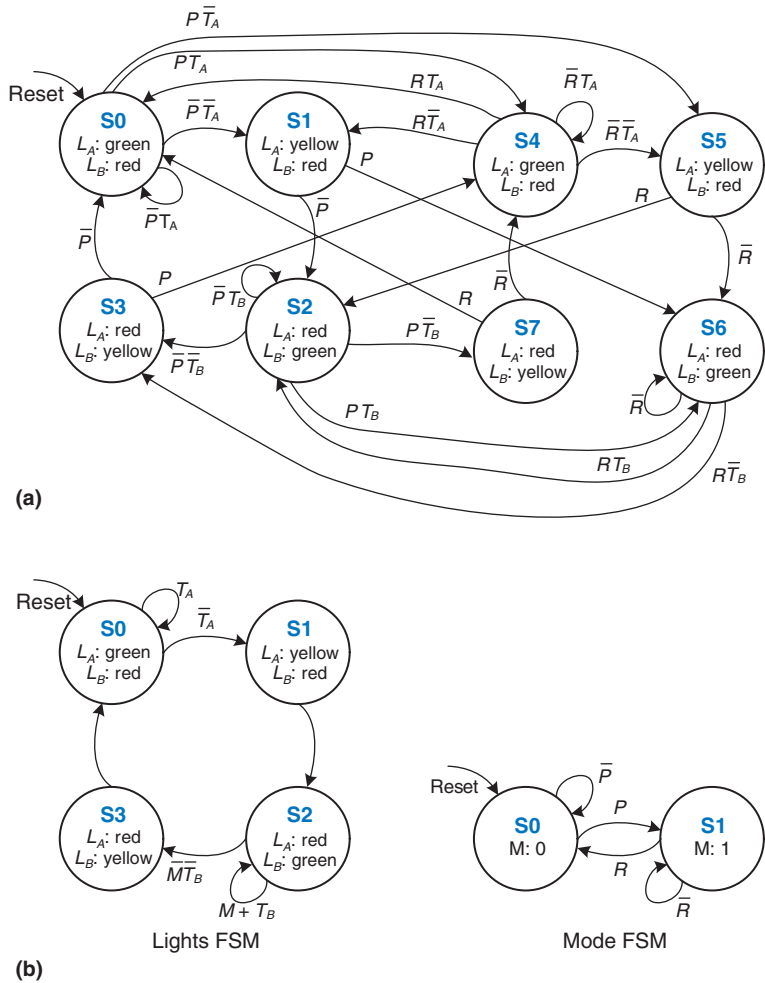 P T̅A
P TA
Reset
R TA
R̅ TA
S0
LA: green
LB: red
P̅ T̅A
S1
LA: yellow
LB: red
R T̅A
S4
LA: green
LB: red
R̅ T̅A
S5
LA: yellow
LB: red
P
P̅ TA
P̅
P̅
R
R̅
S3
LA: red
LB: yellow
P
P̅ TB
S2
LA: red
LB: green
R
R̅
S7
LA: red
LB: yellow
S6
LA: red
LB: green
P̅ T̅B
P T̅B
R̅
P TB
R TB
R T̅B
(a)
Reset
TA
S0
LA: green
LB: red
T̅A
S1
LA: yellow
LB: red
S3
LA: red
LB: yellow
S2
LA: red
LB: green
M̅ T̅B
M + TB
Lights FSM
Reset
P̅
S0
M: 0
P
S1
M: 1
R
R̅
Mode FSM
(b)